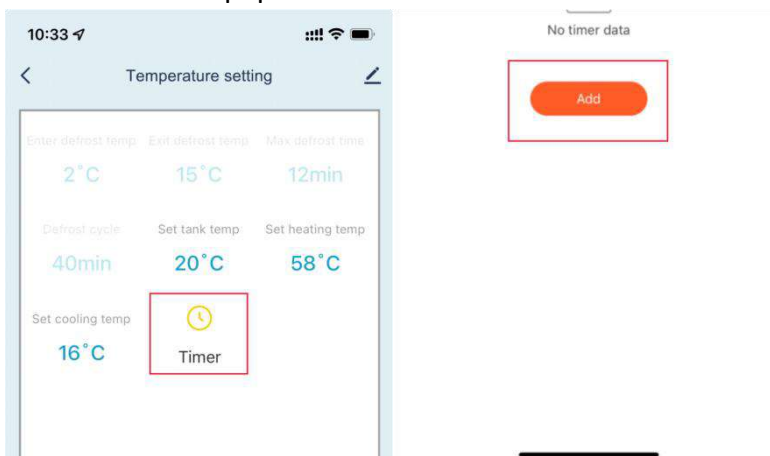 10:33
Temperature setting
Enter defrost temp Exit defrost temp Max defrost time
2°C 15°C 12min
Defrost cycle Set tank temp Set heating temp
40min 20°C 58°C
Set cooling temp
16°C Timer
No timer data
Add